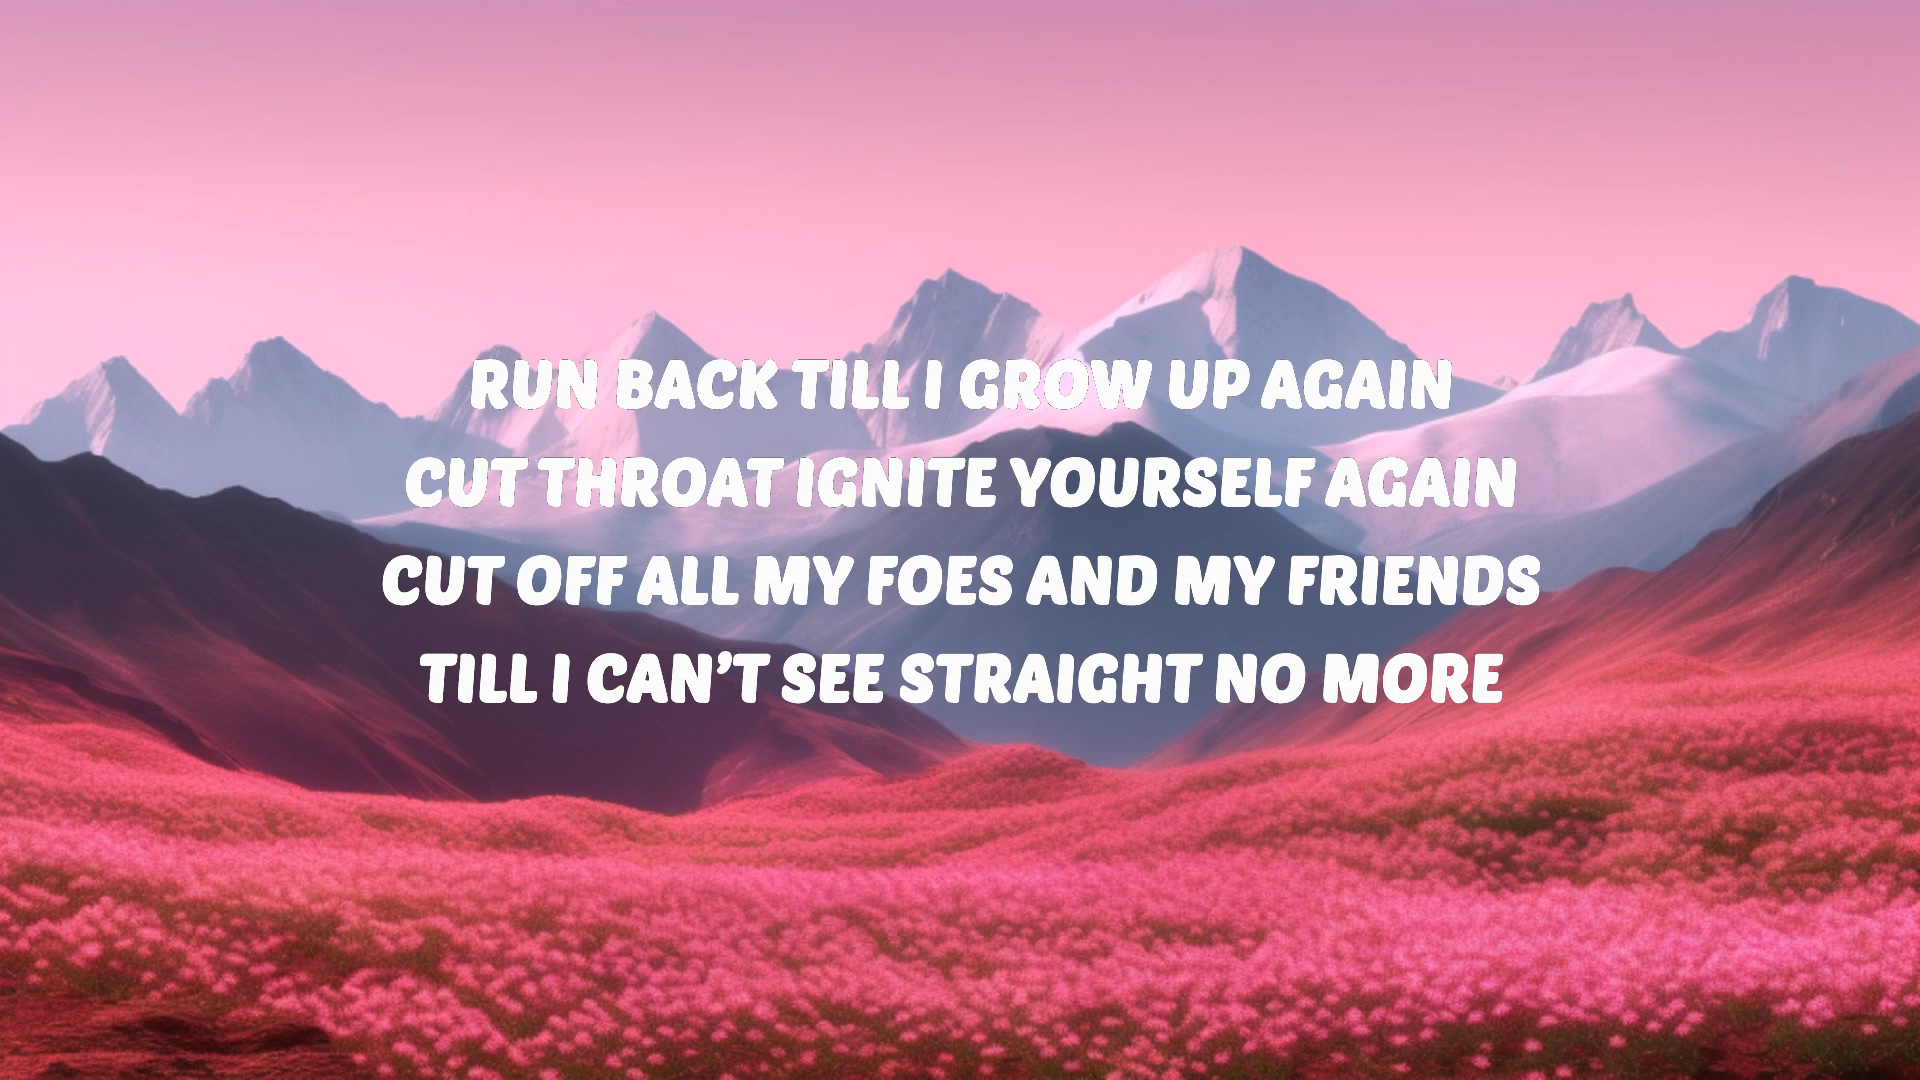 RUN BACK TILL I GROW UP AGAIN
CUT THROAT IGNITE YOURSELF AGAIN
CUT OFF ALL MY FOES AND MY FRIENDS
TILL I CAN’T SEE STRAIGHT NO MORE